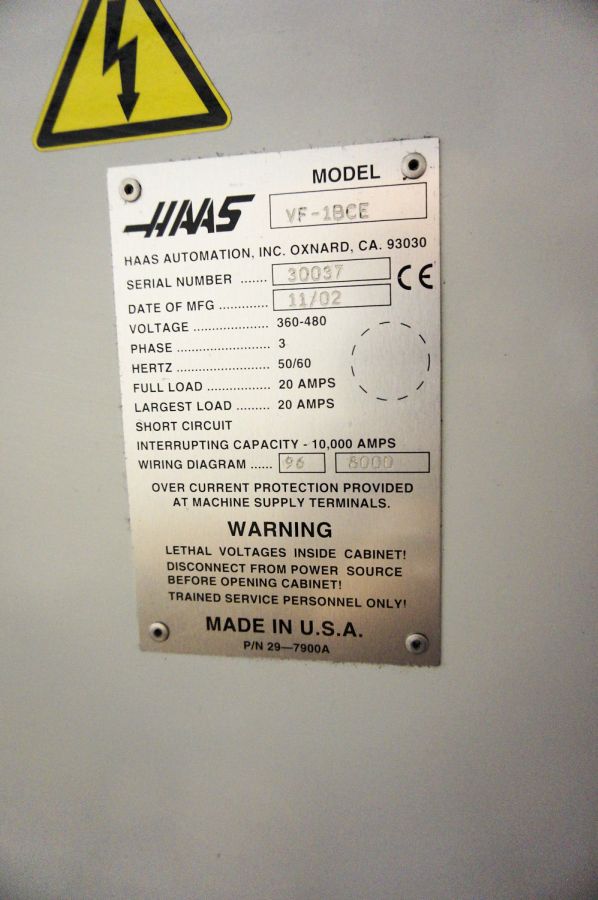 MODEL
HAAS VF-1BCE
HAAS AUTOMATION, INC. OXNARD, CA. 93030
SERIAL NUMBER ....... 30037
CE
DATE OF MFG ............ 11/02
VOLTAGE .................. 360-480
PHASE ...................... 3
HERTZ ...................... 50/60
FULL LOAD ............... 20 AMPS
LARGEST LOAD ......... 20 AMPS
SHORT CIRCUIT
INTERRUPTING CAPACITY - 10,000 AMPS
WIRING DIAGRAM ...... 96 8000
OVER CURRENT PROTECTION PROVIDED
AT MACHINE SUPPLY TERMINALS.
WARNING
LETHAL VOLTAGES INSIDE CABINET!
DISCONNECT FROM POWER SOURCE
BEFORE OPENING CABINET!
TRAINED SERVICE PERSONNEL ONLY!
MADE IN U.S.A.
P/N 29—7900A